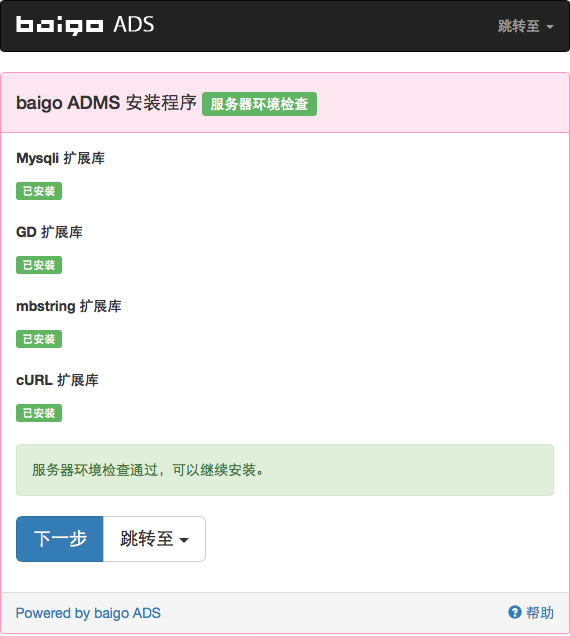 baigo ADS
跳转至
baigo ADMS 安装程序 服务器环境检查
Mysqli 扩展库
已安装
GD 扩展库
已安装
mbstring 扩展库
已安装
cURL 扩展库
已安装
服务器环境检查通过，可以继续安装。
下一步 跳转至
Powered by baigo ADS
帮助